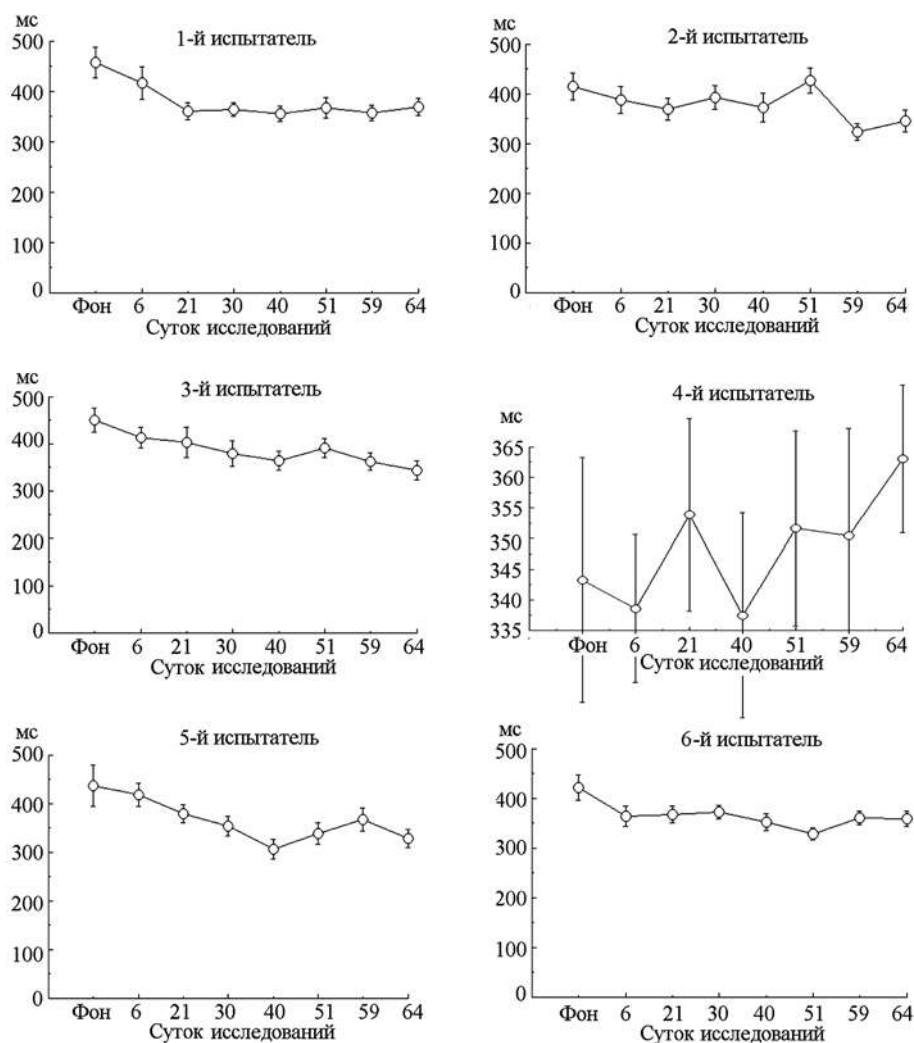 мс
1-й испытатель
500
400
300
200
100
0
Фон 6 21 30 40 51 59 64
Суток исследований
мс
2-й испытатель
500
400
300
200
100
0
Фон 6 21 30 40 51 59 64
Суток исследований
мс
3-й испытатель
500
400
300
200
100
0
Фон 6 21 30 40 51 59 64
Суток исследований
4-й испытатель
мс
365
360
355
350
345
340
335
Фон 6 21 40 51 59 64
Суток исследований
мс
5-й испытатель
500
400
300
200
100
0
Фон 6 21 30 40 51 59 64
Суток исследований
мс
6-й испытатель
500
400
300
200
100
0
Фон 6 21 30 40 51 59 64
Суток исследований